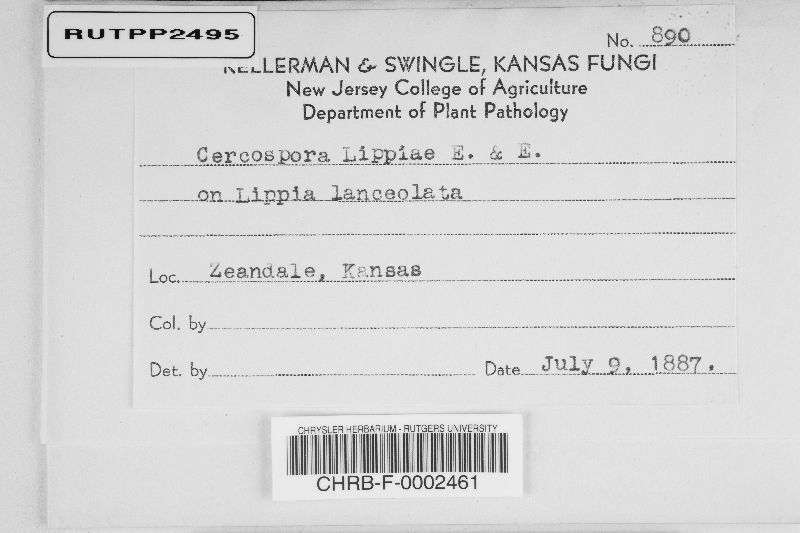 RUTPP2495
No. 890
KELLERMAN & SWINGLE, KANSAS FUNGI
New Jersey College of Agriculture
Department of Plant Pathology
Cercospora Lippiae E. & E.
on Lippia lanceolata
Loc. Zeandale, Kansas
Col. by
Det. by Date July 9, 1887.
CHRYSLER HERBARIUM - RUTGERS UNIVERSITY
CHRB-F-0002461